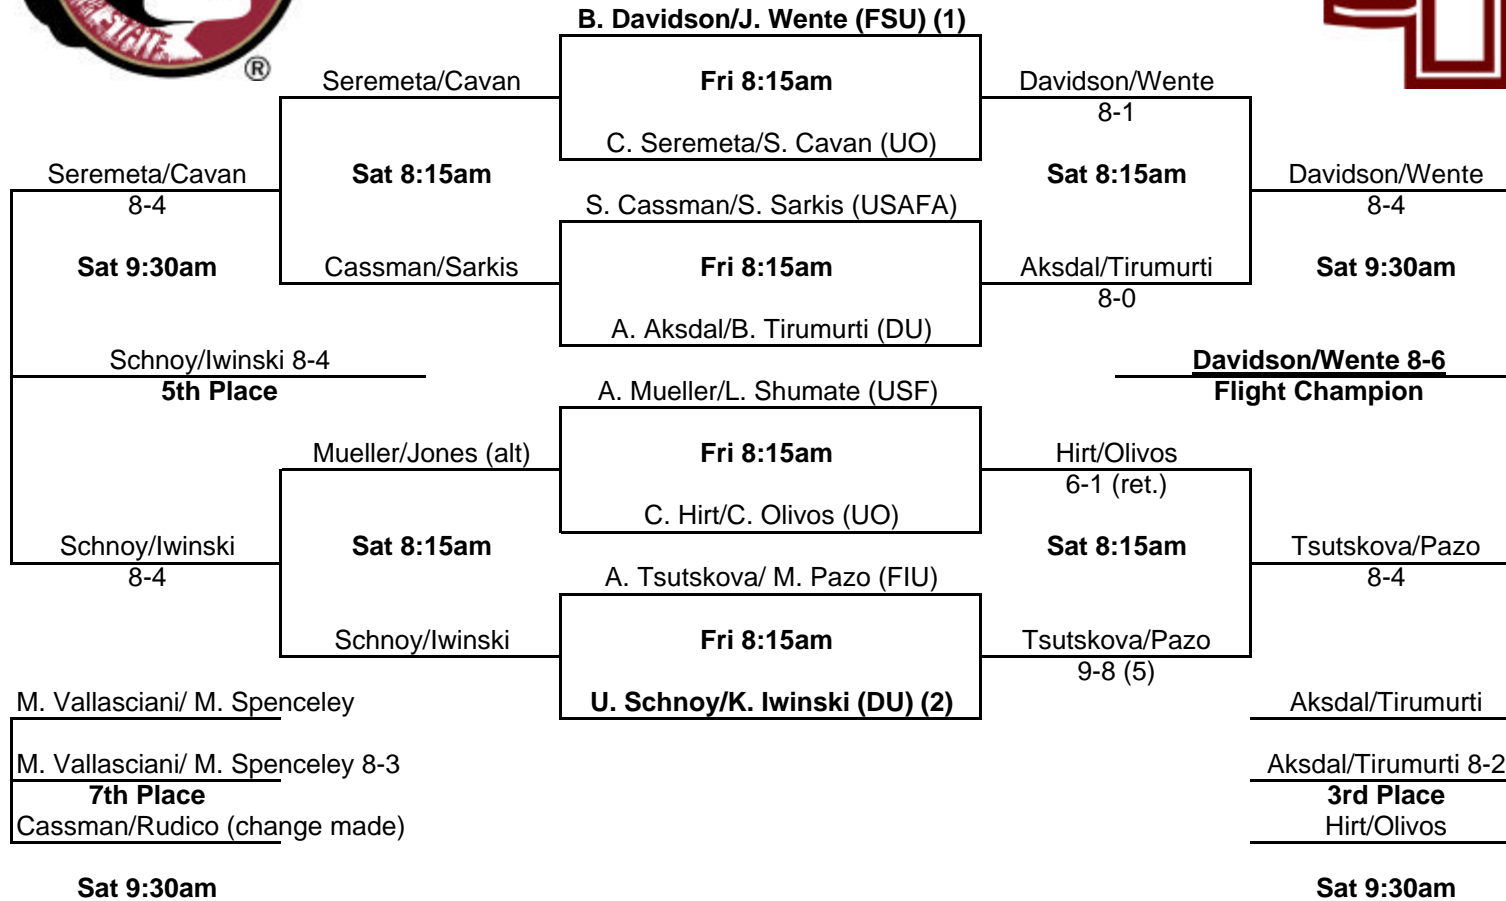 B. Davidson/J. Wente (FSU) (1)
STATE
®
Seremeta/Cavan
Fri 8:15am
Davidson/Wente
8-1
C. Seremeta/S. Cavan (UO)
Seremeta/Cavan
Sat 8:15am
Sat 8:15am
Davidson/Wente
8-4
S. Cassman/S. Sarkis (USAFA)
8-4
Sat 9:30am
Cassman/Sarkis
Fri 8:15am
Aksdal/Tirumurti
Sat 9:30am
8-0
A. Aksdal/B. Tirumurti (DU)
Schnoy/Iwinski 8-4
Davidson/Wente 8-6
5th Place
A. Mueller/L. Shumate (USF)
Flight Champion
Mueller/Jones (alt)
Fri 8:15am
Hirt/Olivos
6-1 (ret.)
C. Hirt/C. Olivos (UO)
Schnoy/Iwinski
Sat 8:15am
Sat 8:15am
Tsutskova/Pazo
8-4
A. Tsutskova/ M. Pazo (FIU)
8-4
Schnoy/Iwinski
Fri 8:15am
Tsutskova/Pazo
9-8 (5)
M. Vallasciani/ M. Spenceley
U. Schnoy/K. Iwinski (DU) (2)
Aksdal/Tirumurti
M. Vallasciani/ M. Spenceley 8-3
Aksdal/Tirumurti 8-2
7th Place
3rd Place
Cassman/Rudico (change made)
Hirt/Olivos
Sat 9:30am
Sat 9:30am